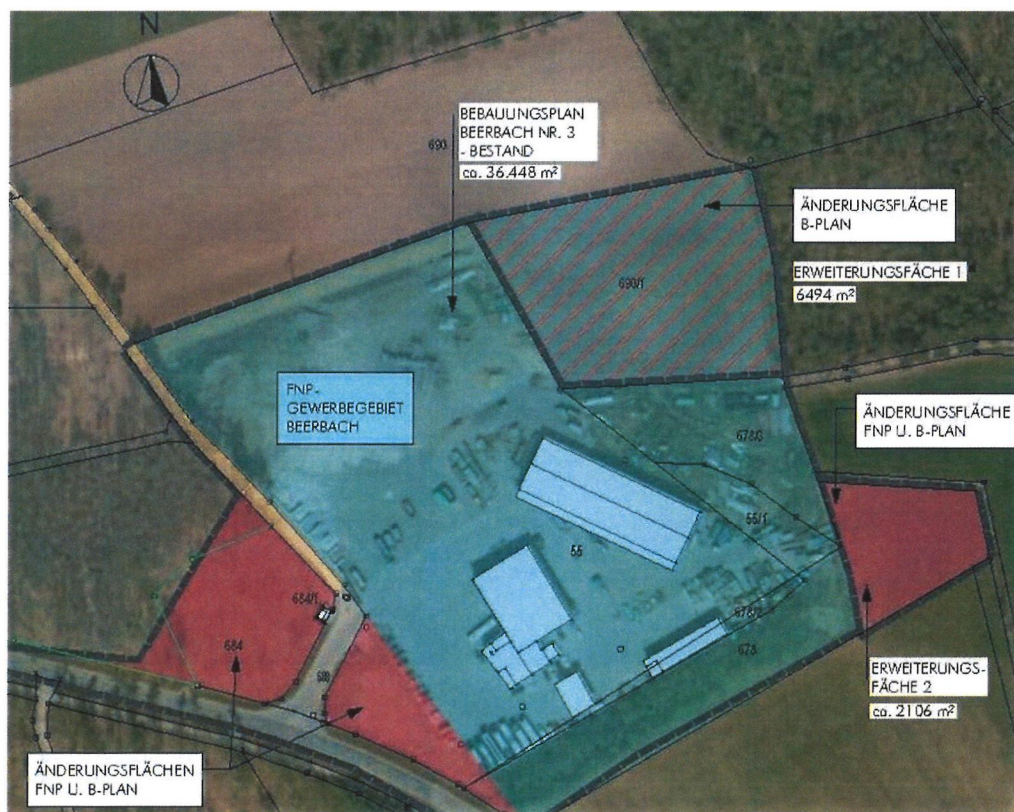 N
BEBAUUNGSPLAN
BEERBACH NR. 3
- BESTAND
ca. 36.448 m²
690
ÄNDERUNGSFLÄCHE
B-PLAN
ERWEITERUNGSFÄCHE 1
6494 m²
690/1
FNP-
GEWERBEGEBIET
BEERBACH
ÄNDERUNGSFLÄCHE
FNP U. B-PLAN
678/3
55/1
55
684/1
678/2
684
678
ERWEITERUNGS-
FÄCHE 2
ca. 2106 m²
ÄNDERUNGSFLÄCHEN
FNP U. B-PLAN